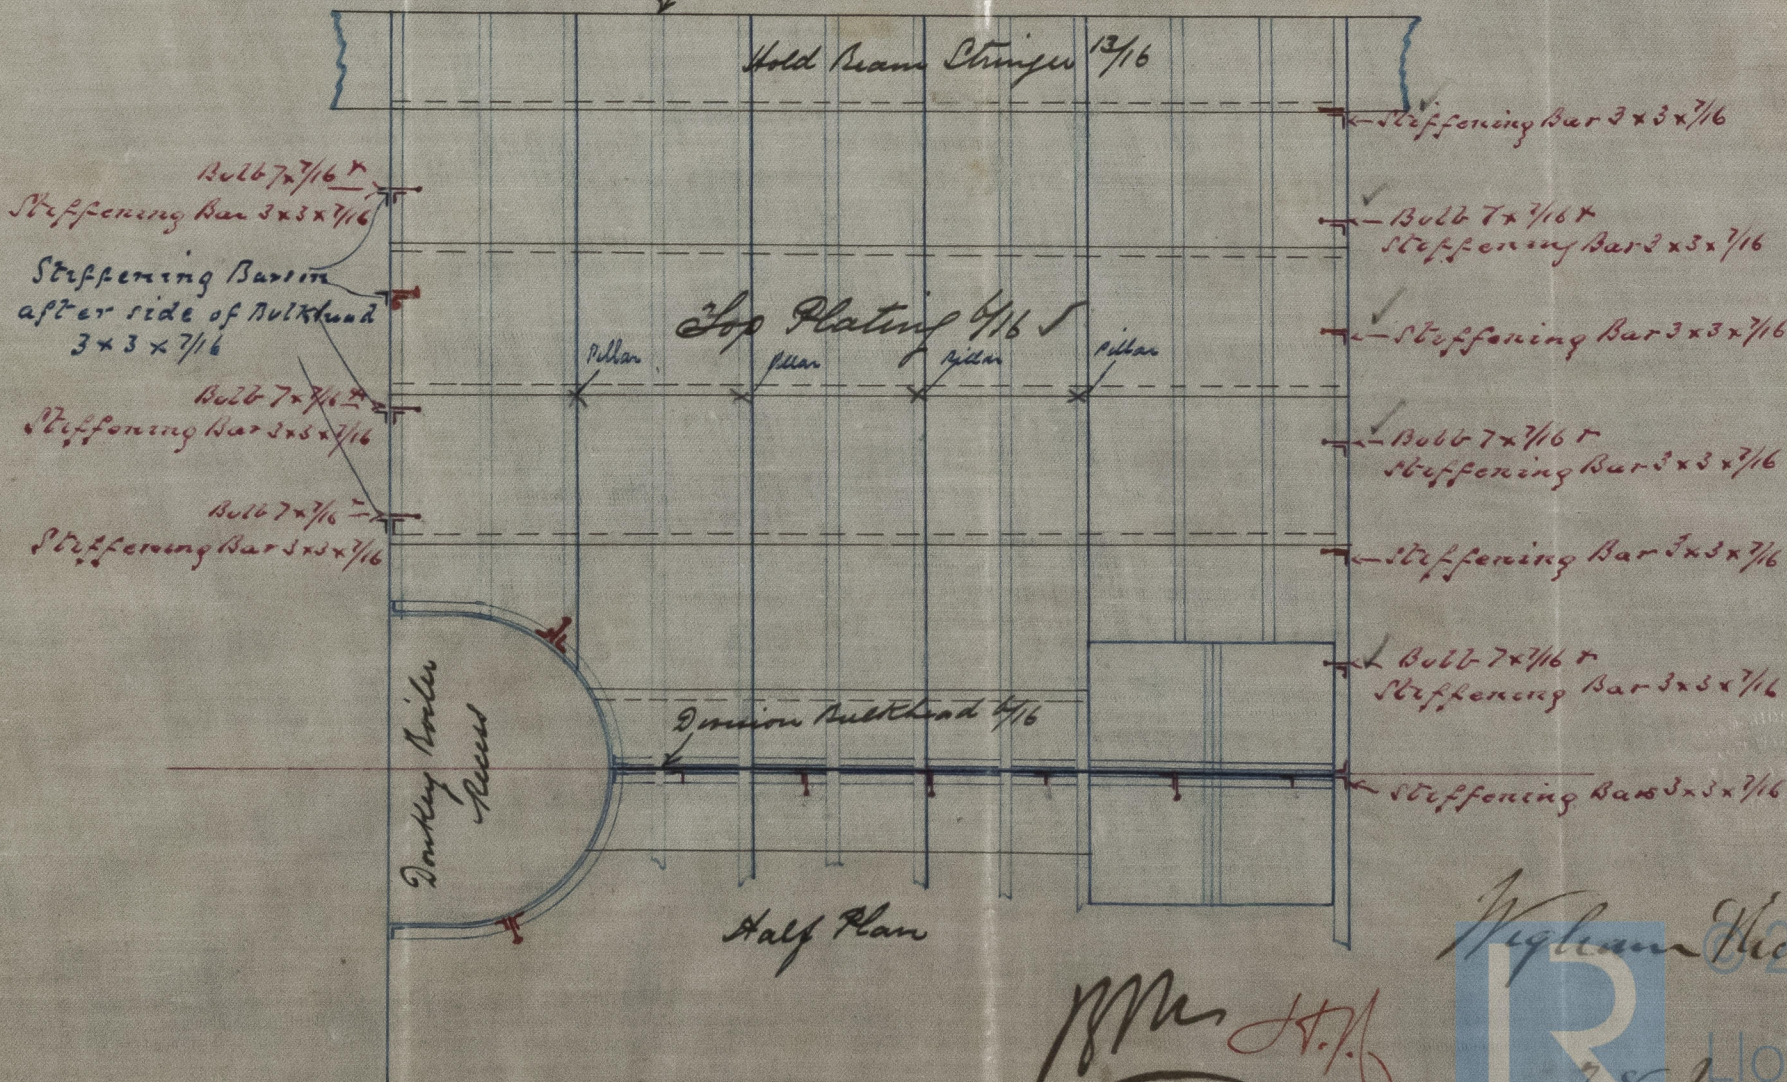 Hold Beam Stringer 13/16
Stiffening Bar 3 x 3 x 7/16
Bulb 7 x 7/16 +
Stiffening Bar 3 x 3 x 7/16
Bulb 7 x 7/16 +
Stiffening Bar 3 x 3 x 7/16
Stiffening Bars on
after side of Bulkhead
3 x 3 x 7/16
Top Plating 6/16 ✓
Stiffening Bar 3 x 3 x 7/16
Pillar
Pillar
Pillar
Pillar
Bulb 7 x 7/16 +
Stiffening Bar 3 x 3 x 7/16
Bulb 7 x 7/16 +
Stiffening Bar 3 x 3 x 7/16
Bulb 7 x 7/16
Stiffening Bar 3 x 3 x 7/16
Stiffening Bar 3 x 3 x 7/16
Bulb 7 x 7/16 +
Stiffening Bar 3 x 3 x 7/16
Donkey Boiler
Recess
Division Bulkhead 6/16
Stiffening Bars 3 x 3 x 7/16
Half Plan
Wigham